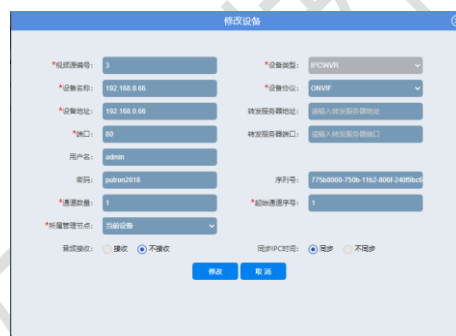 修改设备
*视频源编号: 3 *设备类型: IPC\NVR
*设备名称: 192.168.0.66 *设备协议: ONVIF
*设备地址: 192.168.0.66 转发服务器地址: 请输入转发服务器地址
*端口: 80 转发服务器端口: 请输入转发服务器端口
用户名: admin
密码: putron2018 序列号:
*通道数量: 1 *起始通道序号: 1
*所属管理节点: 当前设备
音频接收: 接收 不接收 同步IPC时间: 同步 不同步
修改 取消